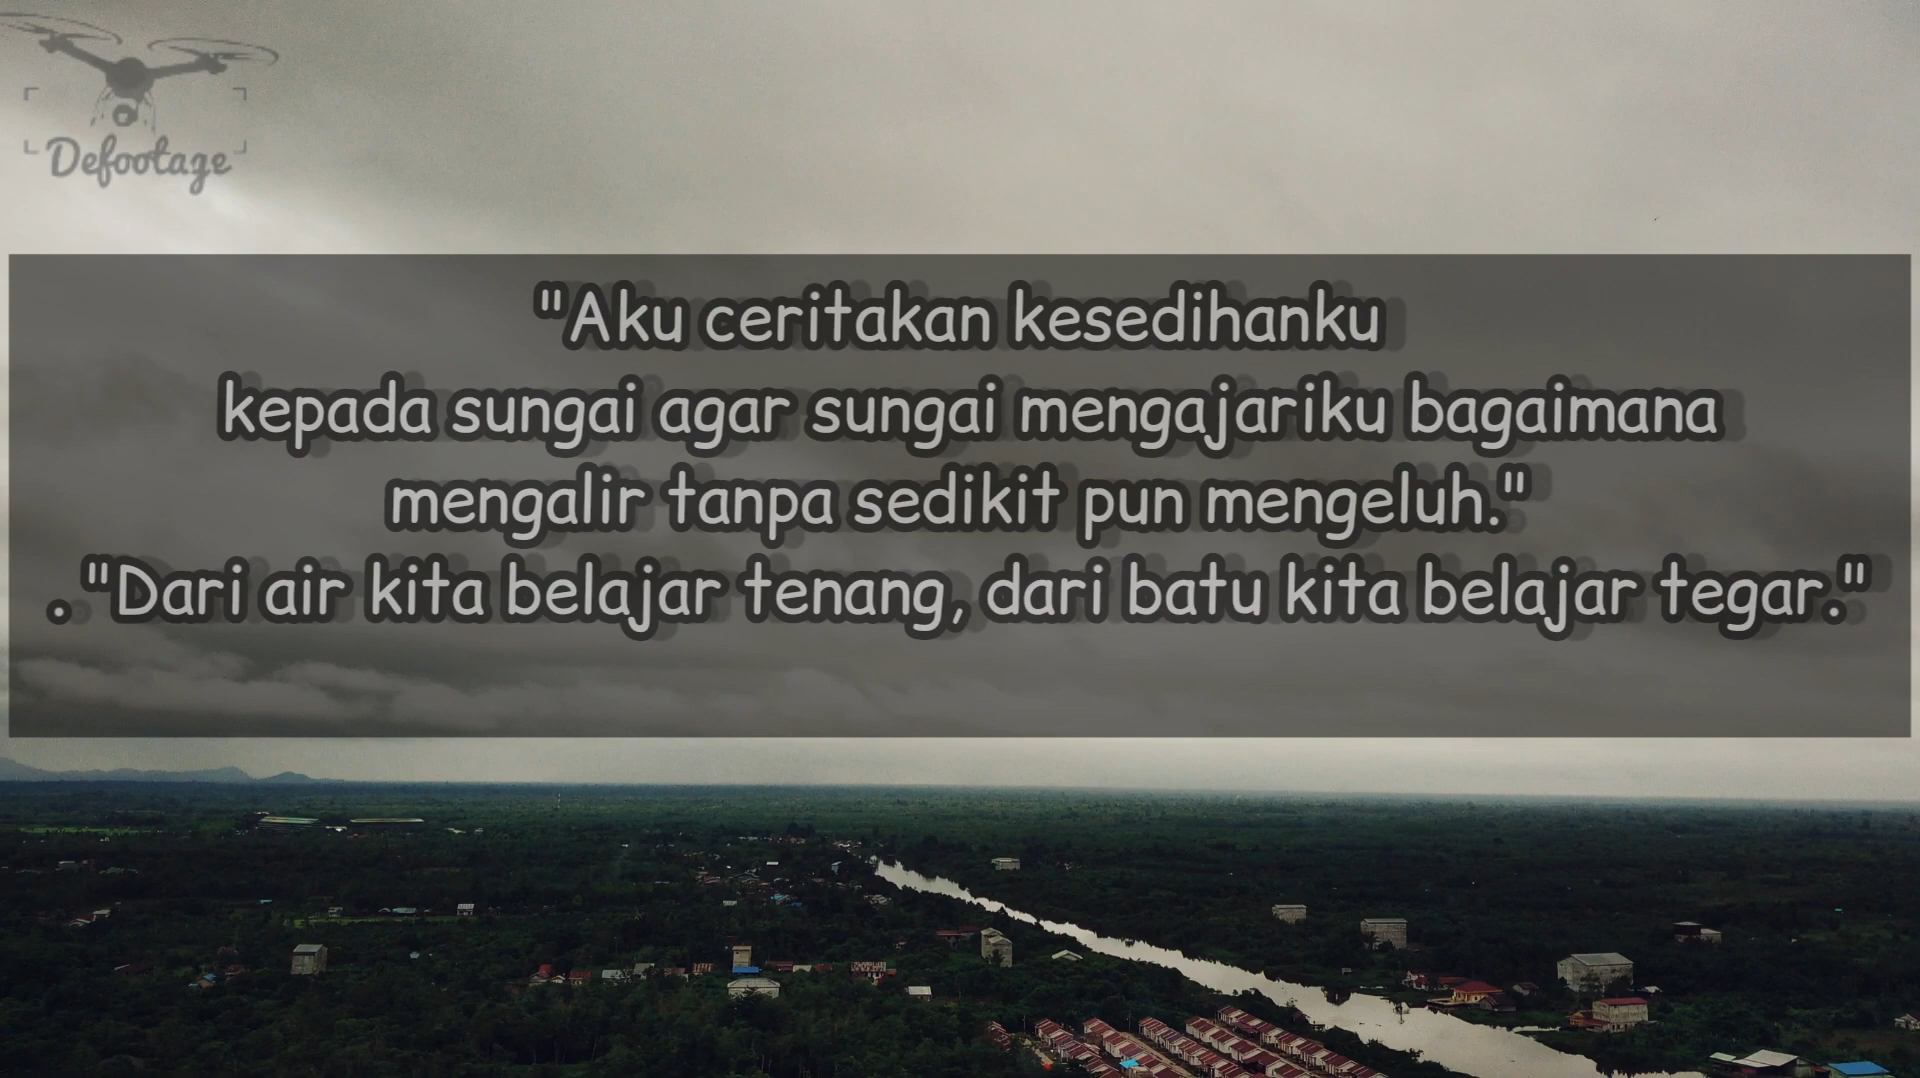 Defootage
"Aku ceritakan kesedihanku
kepada sungai agar sungai mengajariku bagaimana
mengalir tanpa sedikit pun mengeluh."
. "Dari air kita belajar tenang, dari batu kita belajar tegar."